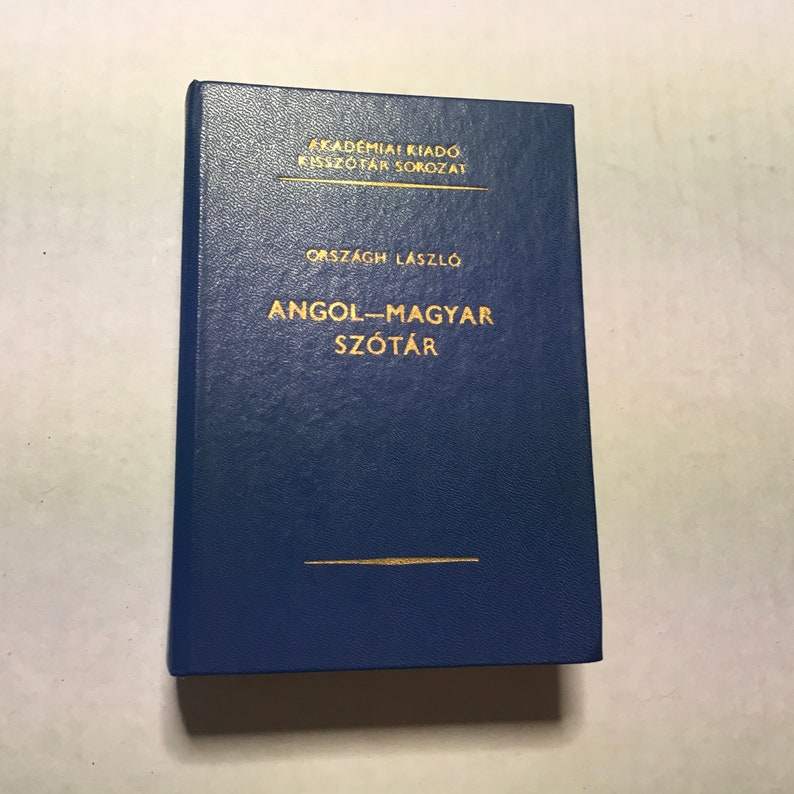 AKADÉMIAI KIADÓ
KISSZÓTÁR SOROZAT
ORSZÁGH LÁSZLÓ
ANGOL—MAGYAR
SZÓTÁR